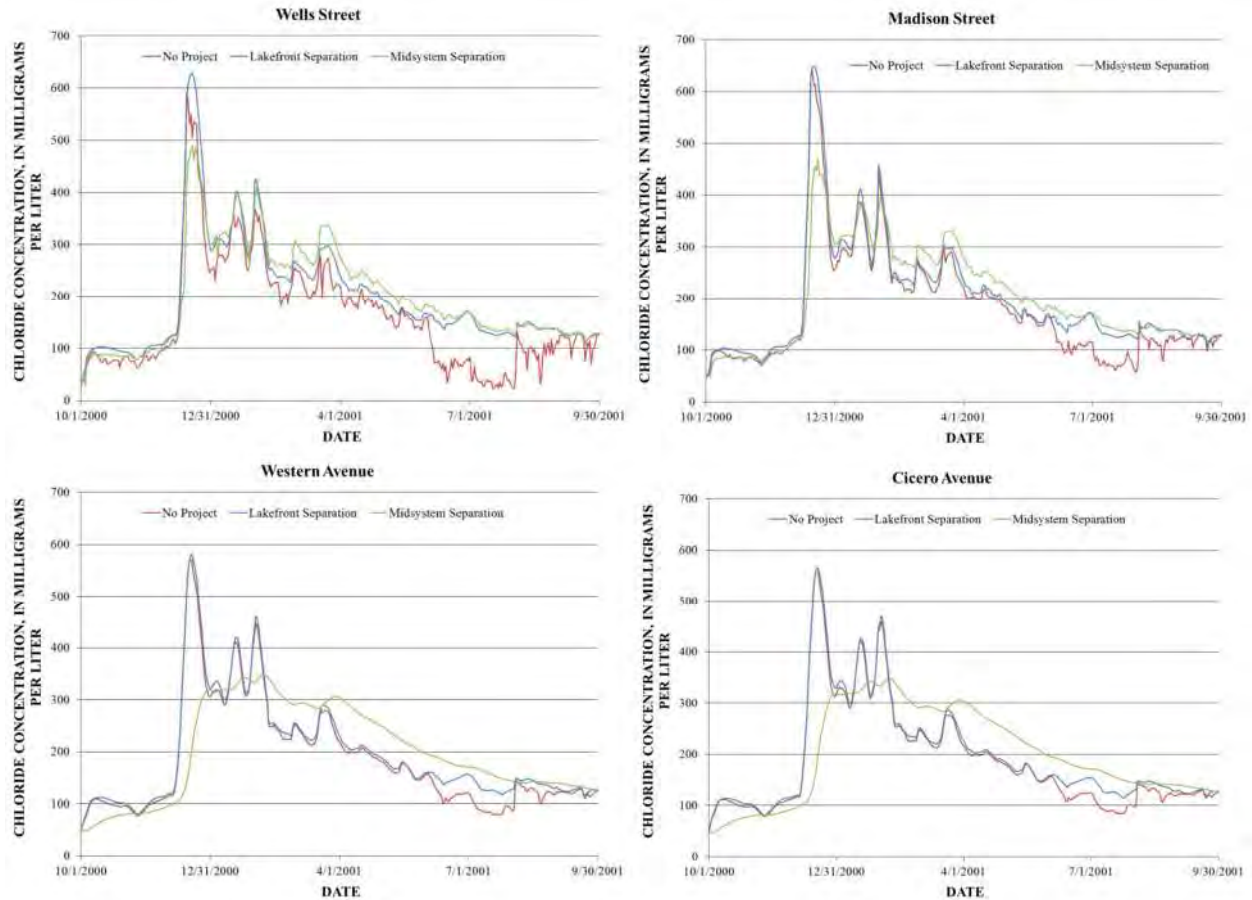 Wells Street
CHLORIDE CONCENTRATION, IN MILLIGRAMS
PER LITER
700
600
500
400
300
200
100
0
No Project Lakefront Separation Midsystem Separation
10/1/2000 12/31/2000 4/1/2001 7/1/2001 9/30/2001
DATE
Madison Street
CHLORIDE CONCENTRATION, IN MILLIGRAMS
PER LITER
700
600
500
400
300
200
100
0
No Project Lakefront Separation Midsystem Separation
10/1/2000 12/31/2000 4/1/2001 7/1/2001 9/30/2001
DATE
Western Avenue
CHLORIDE CONCENTRATION, IN MILLIGRAMS
PER LITER
700
600
500
400
300
200
100
0
No Project Lakefront Separation Midsystem Separation
10/1/2000 12/31/2000 4/1/2001 7/1/2001 9/30/2001
DATE
Cicero Avenue
CHLORIDE CONCENTRATION, IN MILLIGRAMS
PER LITER
700
600
500
400
300
200
100
0
No Project Lakefront Separation Midsystem Separation
10/1/2000 12/31/2000 4/1/2001 7/1/2001 9/30/2001
DATE